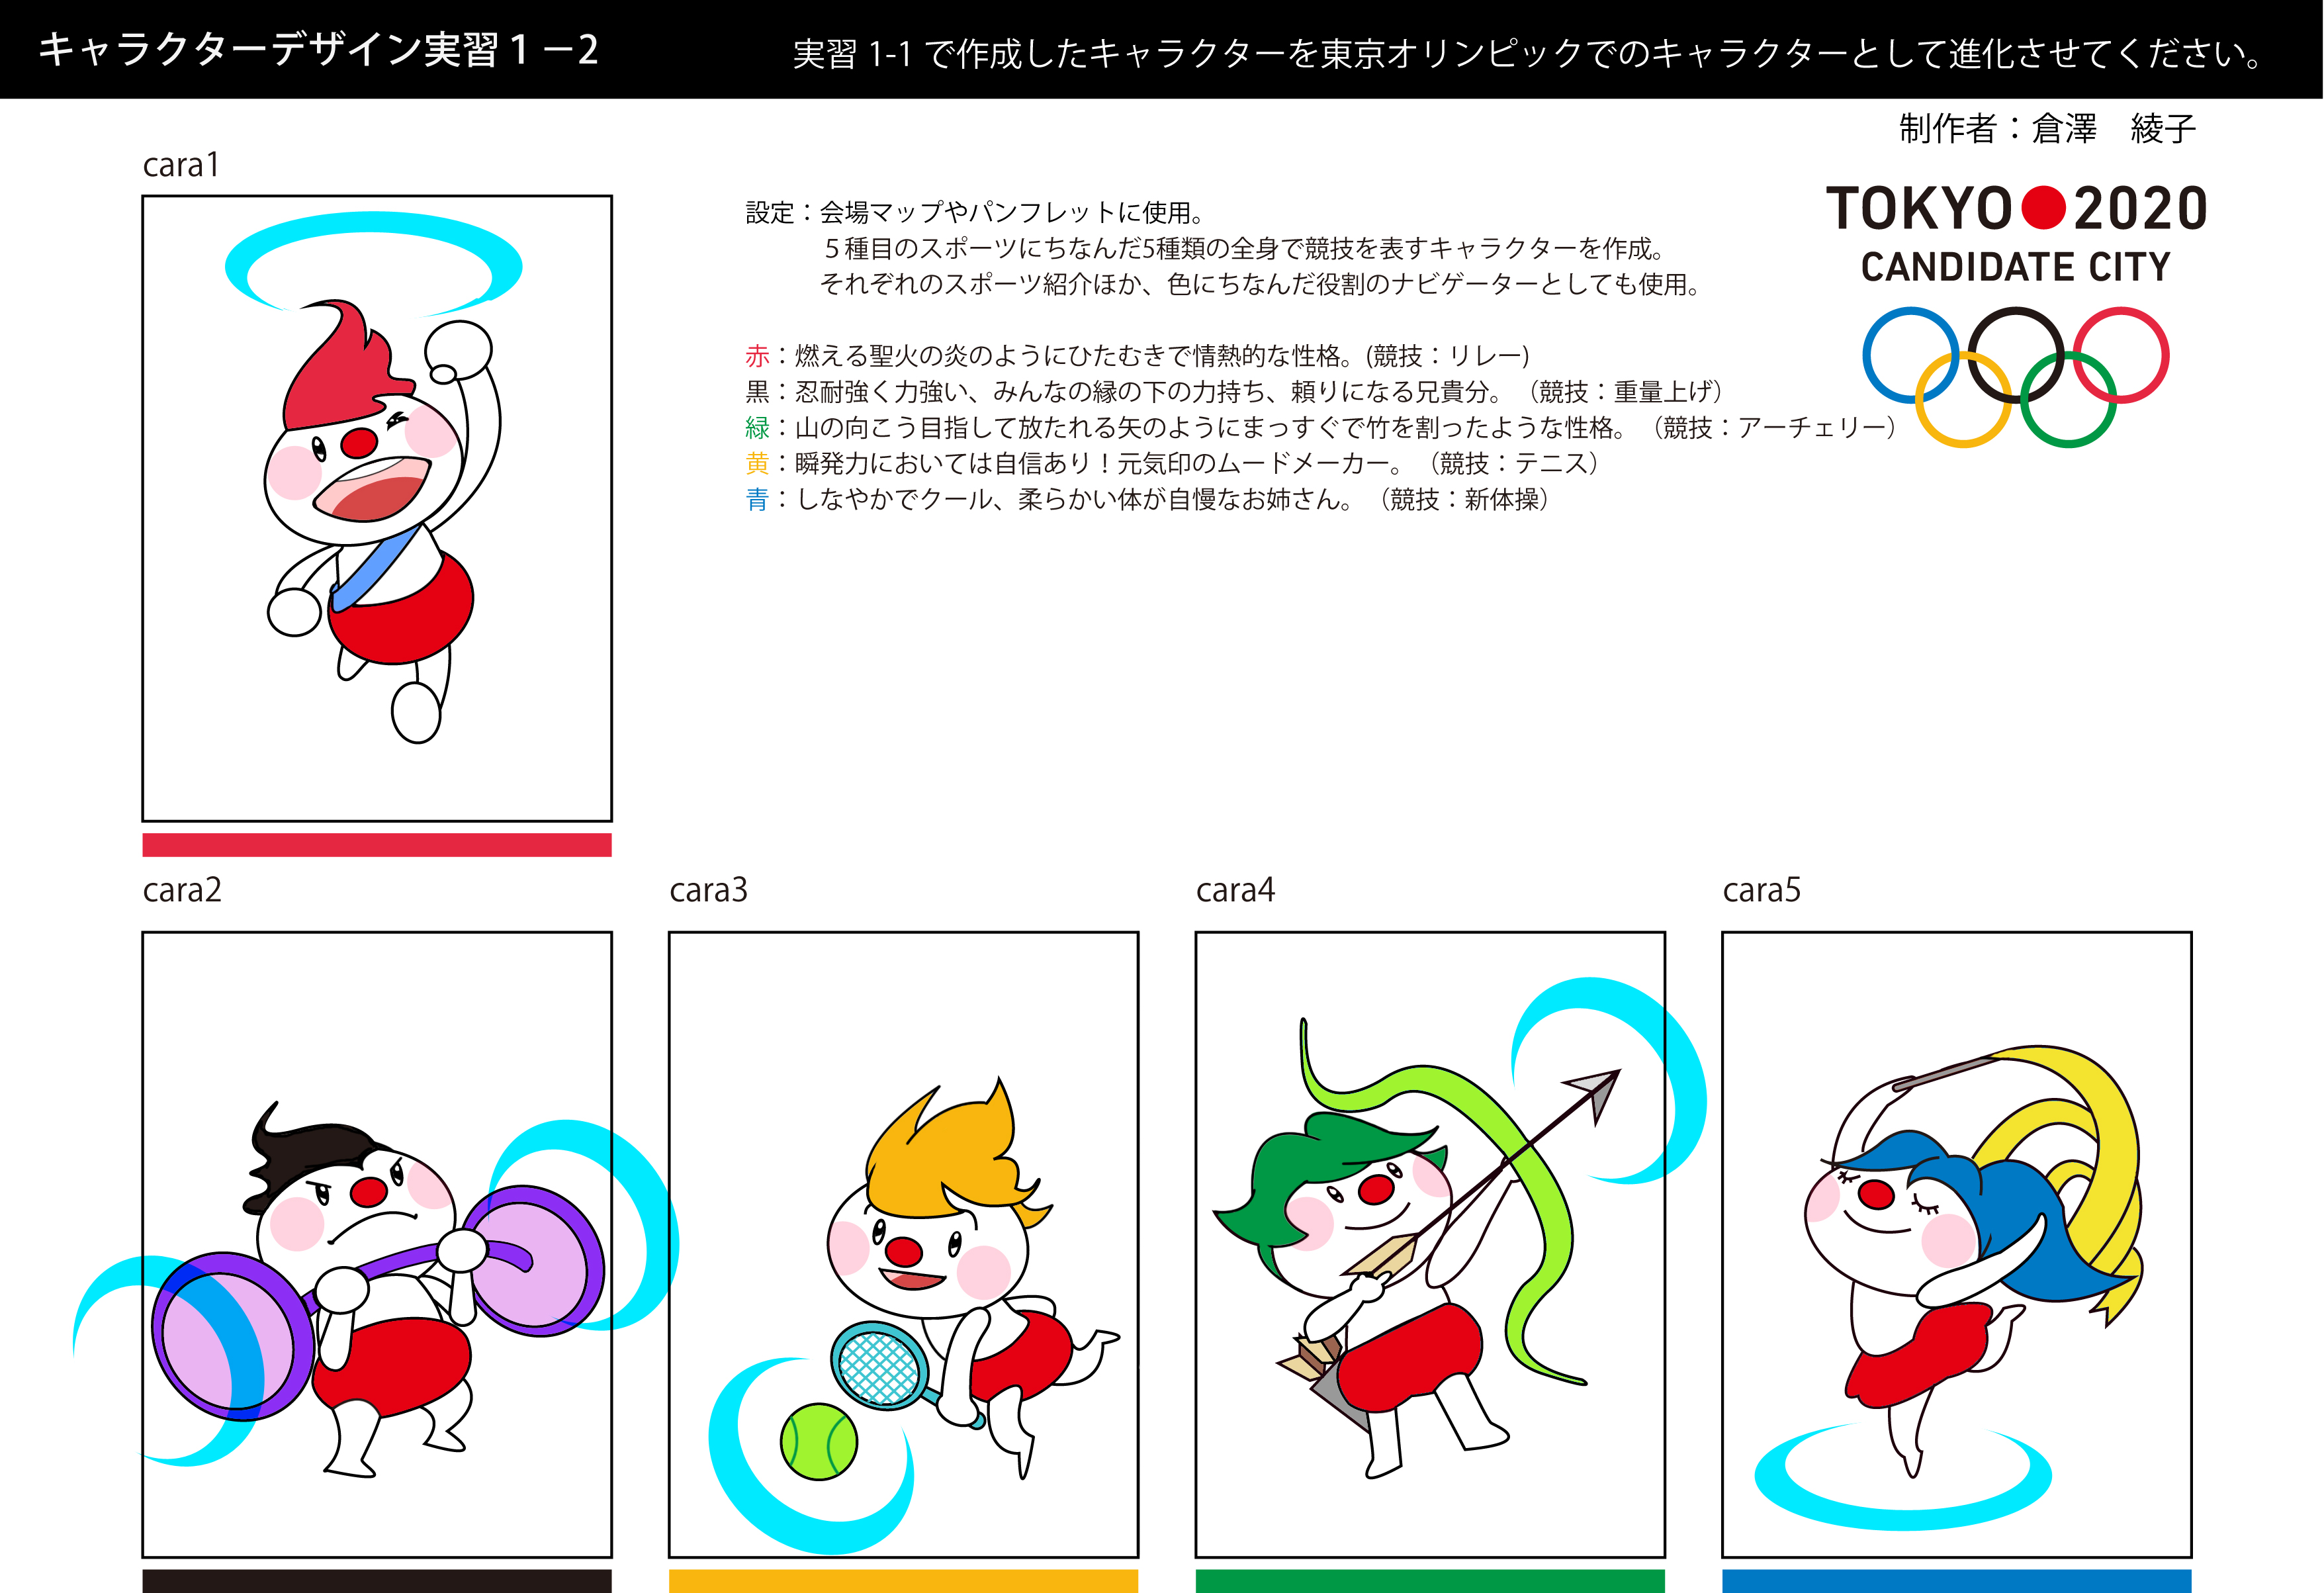 キャラクターデザイン実習1－2
実習 1-1 で作成したキャラクターを東京オリンピックでのキャラクターとして進化させてください。
制作者：倉澤　綾子
cara1
設定：会場マップやパンフレットに使用。
５種目のスポーツにちなんだ5種類の全身で競技を表すキャラクターを作成。
それぞれのスポーツ紹介ほか、色にちなんだ役割のナビゲーターとしても使用。
TOKYO 2020
CANDIDATE CITY
赤：燃える聖火の炎のようにひたむきで情熱的な性格。(競技：リレー)
黒：忍耐強く力強い、みんなの縁の下の力持ち、頼りになる兄貴分。（競技：重量上げ）
緑：山の向こう目指して放たれる矢のようにまっすぐで竹を割ったような性格。（競技：アーチェリー）
黄：瞬発力においては自信あり！元気印のムードメーカー。（競技：テニス）
青：しなやかでクール、柔らかい体が自慢なお姉さん。（競技：新体操）
cara2
cara3
cara4
cara5